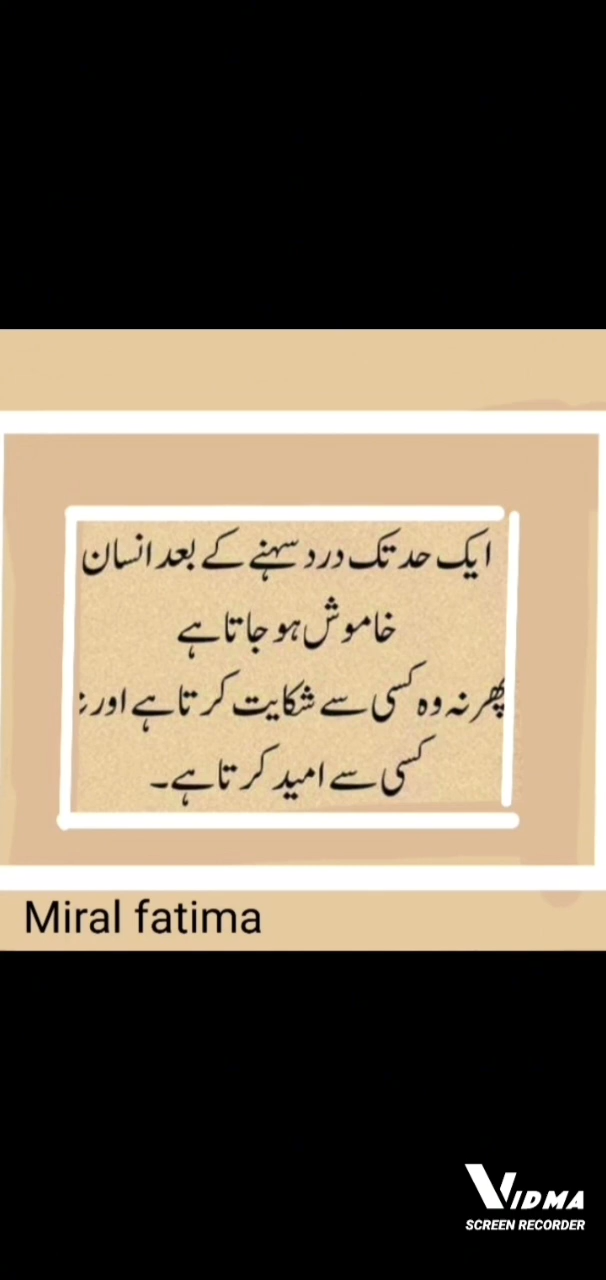 ایک حد تک درد سہنے کے بعد انسان
خاموش ہو جاتا ہے
پھر نہ وہ کسی سے شکایت کرتا ہے اور
کسی سے امید کرتا ہے۔
Miral fatima
VIDMA
SCREEN RECORDER